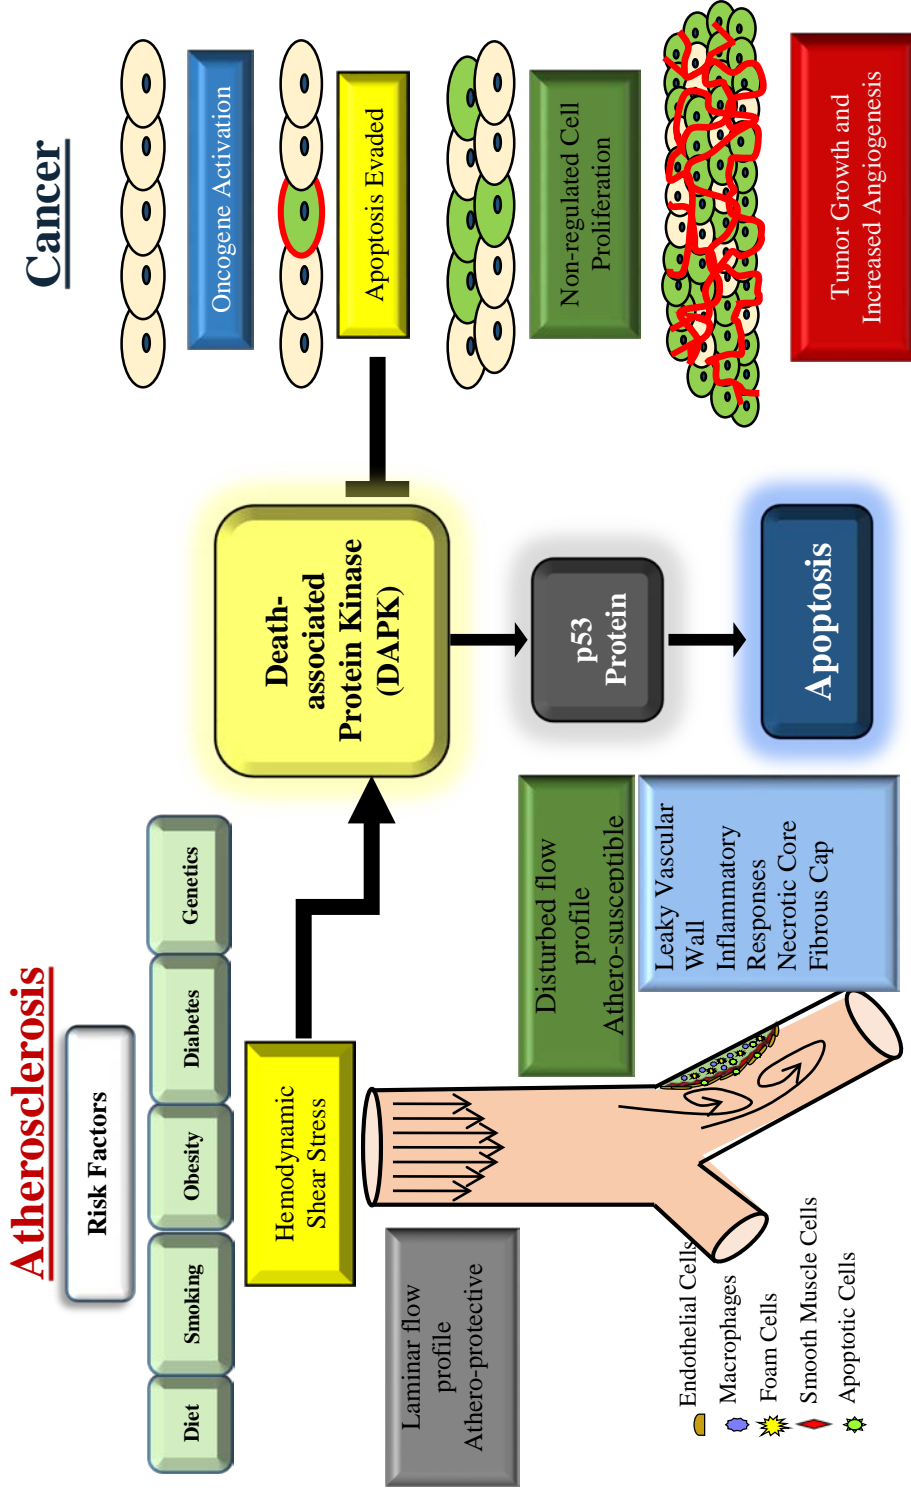 Atherosclerosis
Risk Factors
Diet
Smoking
Obesity
Diabetes
Genetics
Hemodynamic
Shear Stress
Laminar flow
profile
Athero-protective
Disturbed flow
profile
Athero-susceptible
Leaky Vascular
Wall
Inflammatory
Responses
Necrotic Core
Fibrous Cap
Endothelial Cells
Macrophages
Foam Cells
Smooth Muscle Cells
Apoptotic Cells
Death-
associated
Protein Kinase
(DAPK)
p53
Protein
Apoptosis
Cancer
Oncogene Activation
Apoptosis Evaded
Non-regulated Cell
Proliferation
Tumor Growth and
Increased Angiogenesis